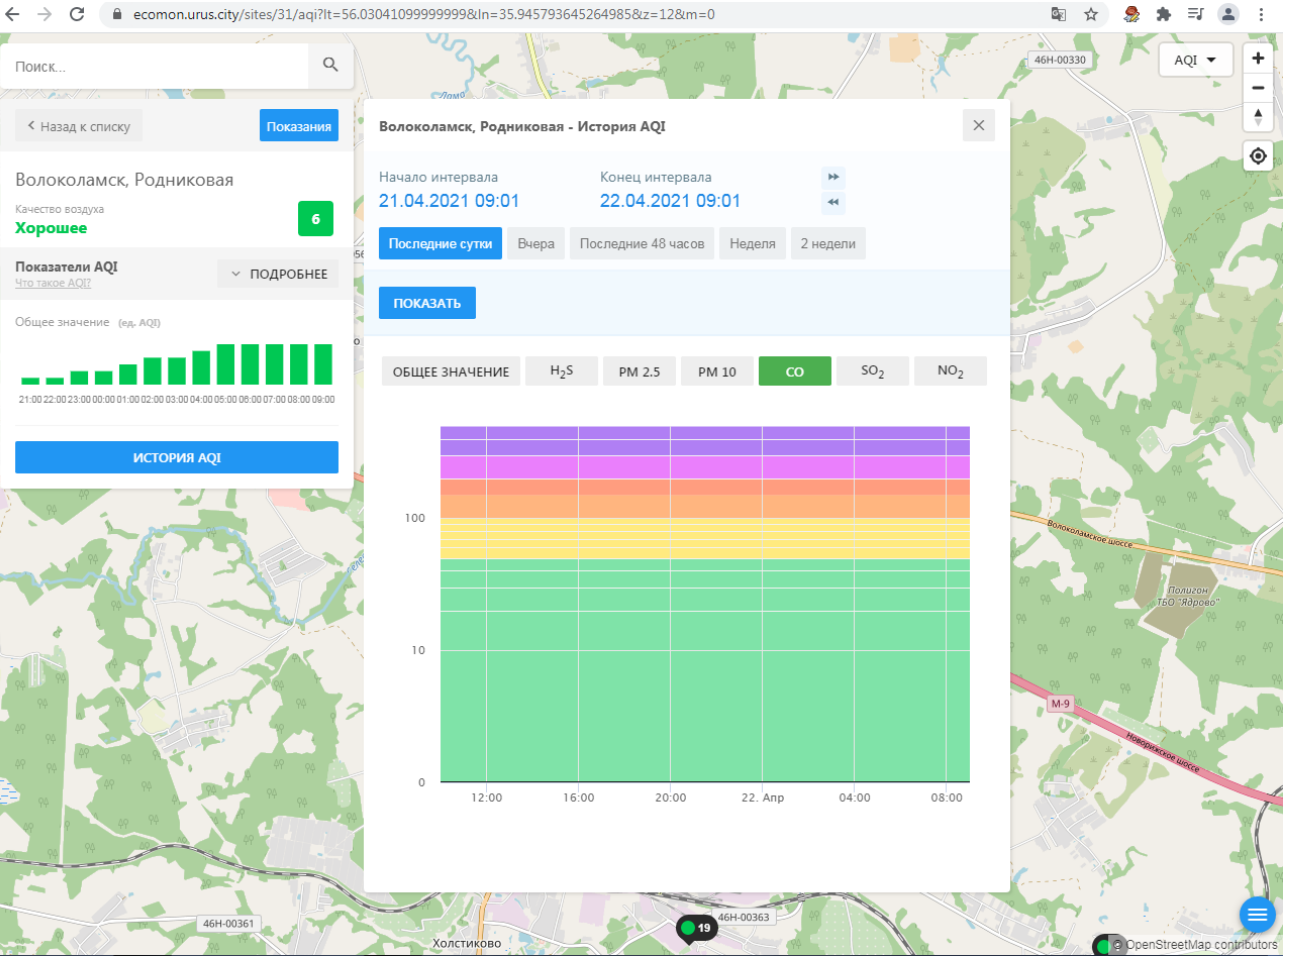 ecomon.urus.city/sites/31/aqi?lt=56.03041099999999&ln=35.945793645264985&z=12&m=0
Поиск...
46Н-00330
AQI
Назад к списку
Показания
Волоколамск, Родниковая
Качество воздуха
Хорошее
6
Показатели AQI
Что такое AQI?
ПОДРОБНЕЕ
Общее значение (ед. AQI)
21:00 22:00 23:00 00:00 01:00 02:00 03:00 04:00 05:00 06:00 07:00 08:00 09:00
ИСТОРИЯ AQI
Волоколамск, Родниковая - История AQI
Начало интервала
Конец интервала
21.04.2021 09:01
22.04.2021 09:01
Последние сутки
Вчера
Последние 48 часов
Неделя
2 недели
ПОКАЗАТЬ
ОБЩЕЕ ЗНАЧЕНИЕ
H2S
PM 2.5
PM 10
CO
SO2
NO2
100
10
0
12:00
16:00
20:00
22. Апр
04:00
08:00
Лама
Волоколамское шоссе
Полигон
ТБО "Ядрово"
М-9
Новорижское шоссе
46Н-00361
Холстиково
19
46Н-00363
© OpenStreetMap contributors